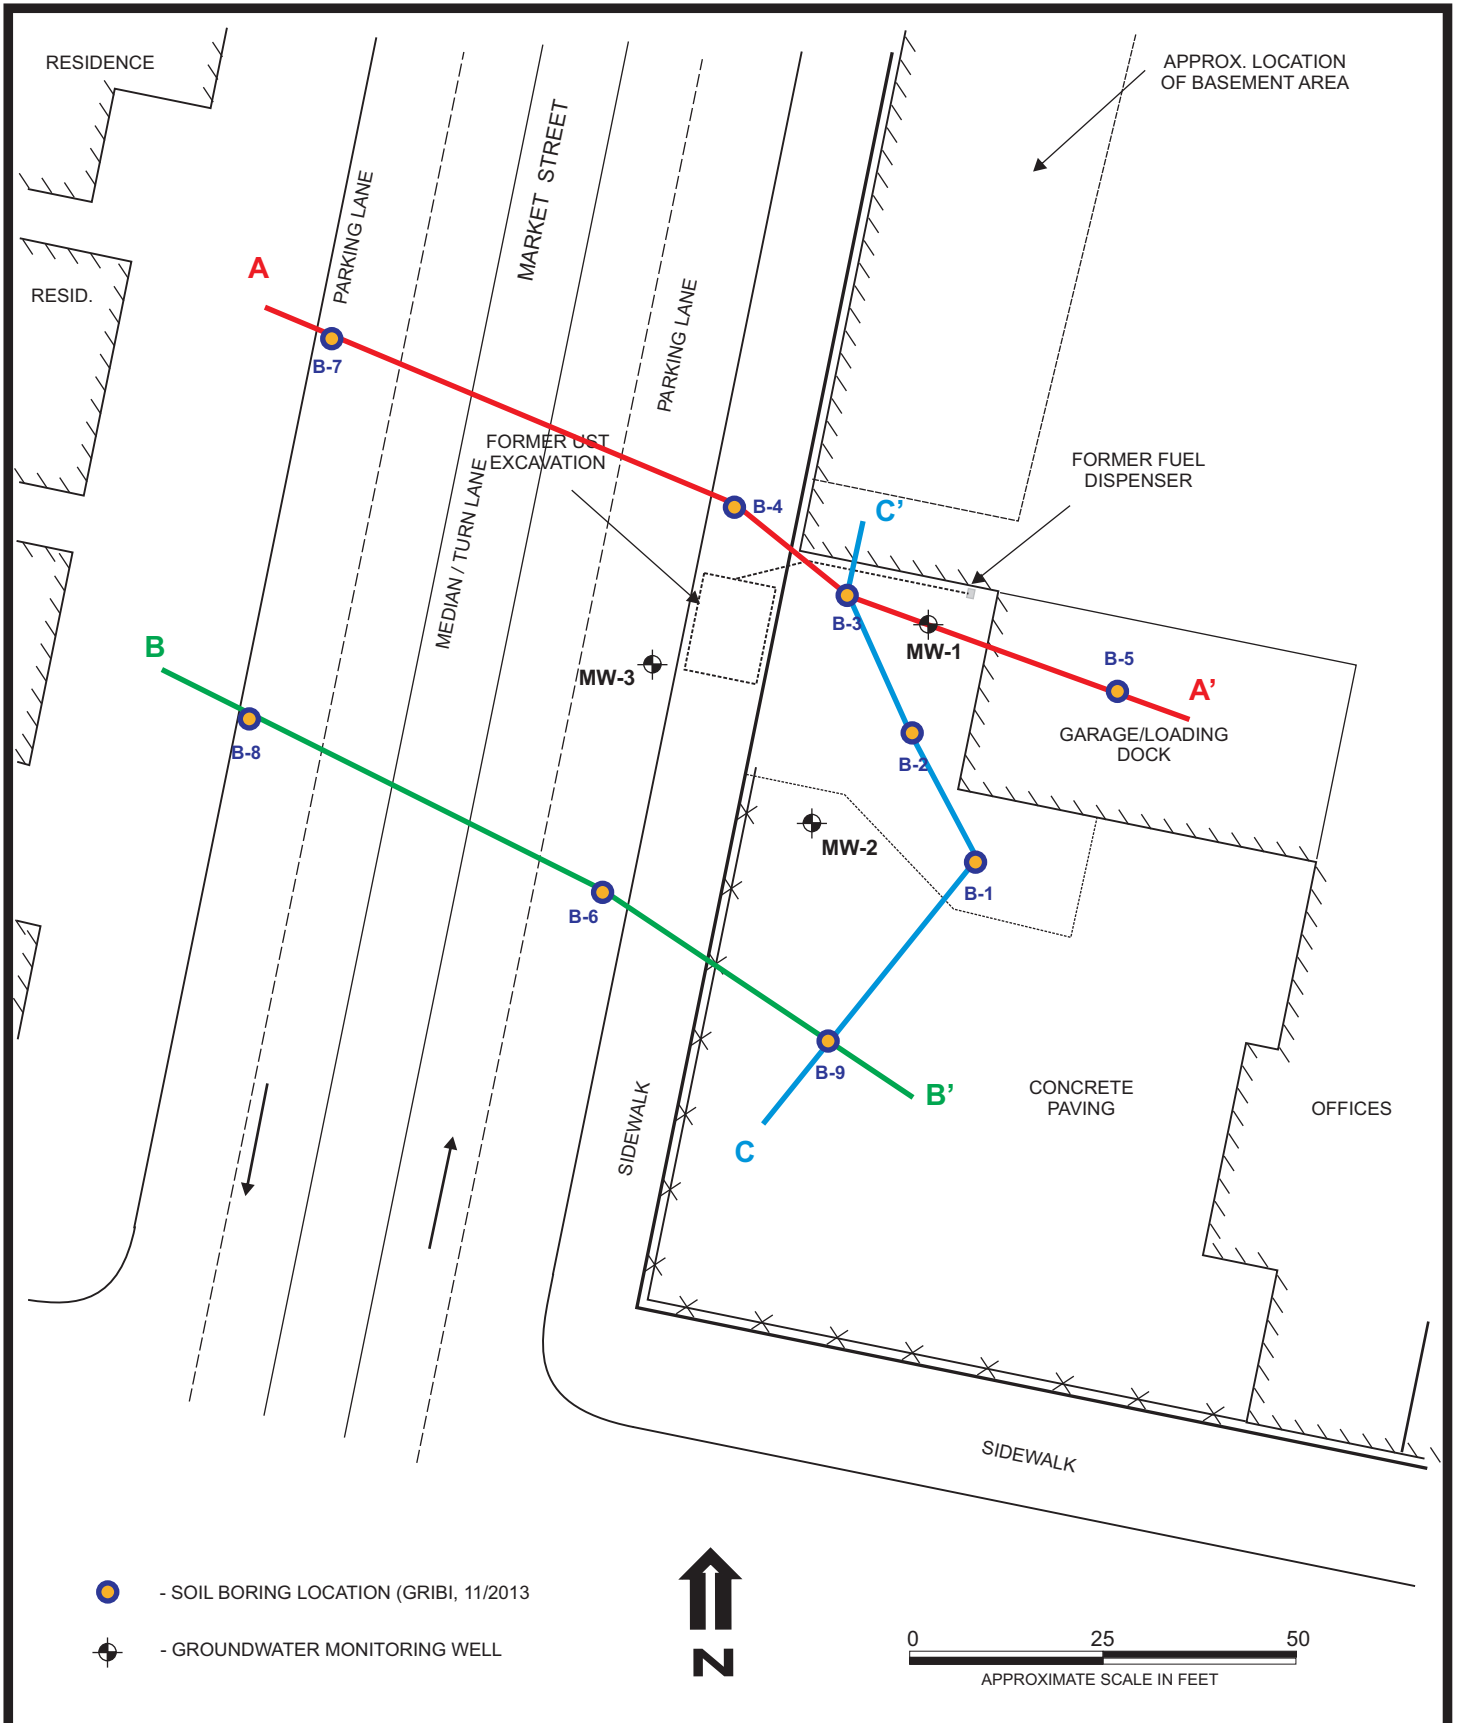 RESIDENCE
APPROX. LOCATION
OF BASEMENT AREA
MARKET STREET
PARKING LANE
A
RESID.
PARKING LANE
B-7
FORMER UST
EXCAVATION
FORMER FUEL
DISPENSER
B-4
C’
MEDIAN / TURN LANE
B-3
MW-1
B
MW-3
B-5
A’
GARAGE/LOADING
DOCK
B-8
B-2
MW-2
B-1
B-6
B-9
B’
CONCRETE
PAVING
OFFICES
SIDEWALK
C
SIDEWALK
- SOIL BORING LOCATION (GRIBI, 11/2013
- GROUNDWATER MONITORING WELL
N
0 25 50
APPROXIMATE SCALE IN FEET